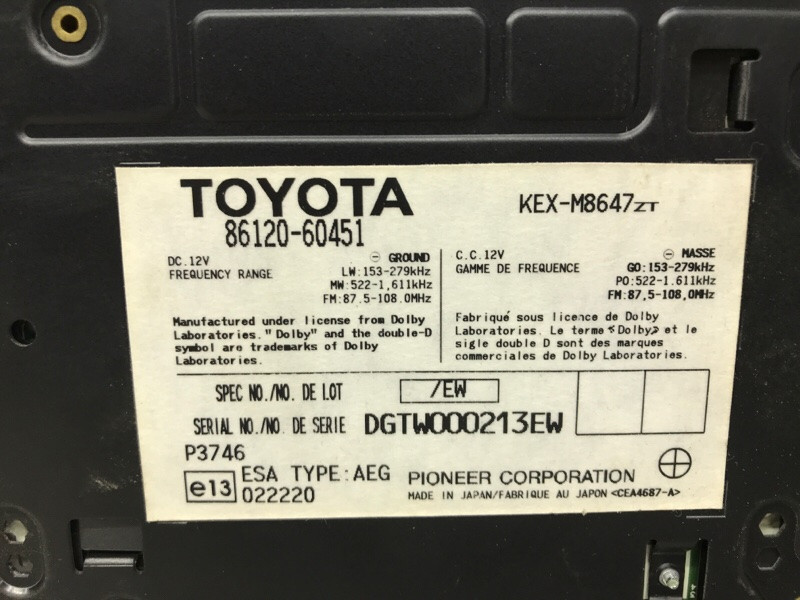 TOYOTA
86120-60451
KEX-M8647ZT
DC.12V ⊖ GROUND
FREQUENCY RANGE LW:153-279kHz
MW:522-1,611kHz
FM:87.5-108.0MHz
C.C.12V ⊖ MASSE
GAMME DE FREQUENCE GO:153-279kHz
PO:522-1.611kHz
FM:87,5-108,0MHz
Manufactured under license from Dolby
Laboratories. "Dolby" and the double-D
symbol are trademarks of Dolby
Laboratories.
Fabriqué sous licence de Dolby
Laboratories. Le terme «Dolby» et le
sigle double D sont des marques
commerciales de Dolby Laboratories.
SPEC NO./NO. DE LOT /EW
SERIAL NO./NO. DE SERIE DGTW000213EW
P3746
e13 ESA TYPE:AEG
022220
PIONEER CORPORATION
MADE IN JAPAN/FABRIQUE AU JAPON <CEA4687-A>